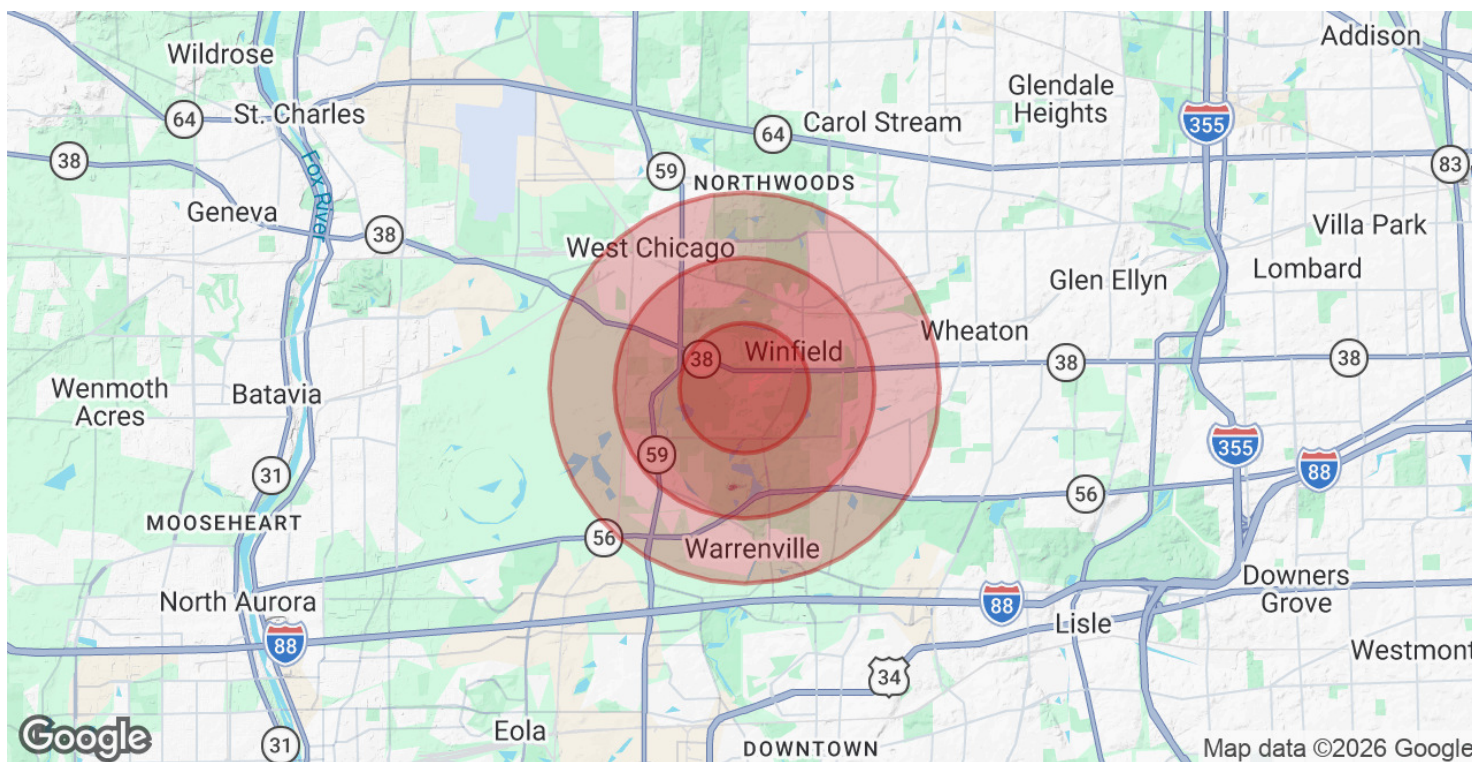 Addison
Wildrose
Glendale
Heights
64
St. Charles
64
Carol Stream
355
38
83
59
NORTHWOODS
Fox River
Geneva
38
Villa Park
West Chicago
Lombard
Glen Ellyn
Wheaton
38
Winfield
38
38
Wenmoth
Acres
Batavia
59
355
88
31
56
MOOSEHEART
56
Warrenville
Downers
Grove
North Aurora
88
Lisle
88
Westmont
34
Eola
Google
31
DOWNTOWN
Map data ©2026 Google